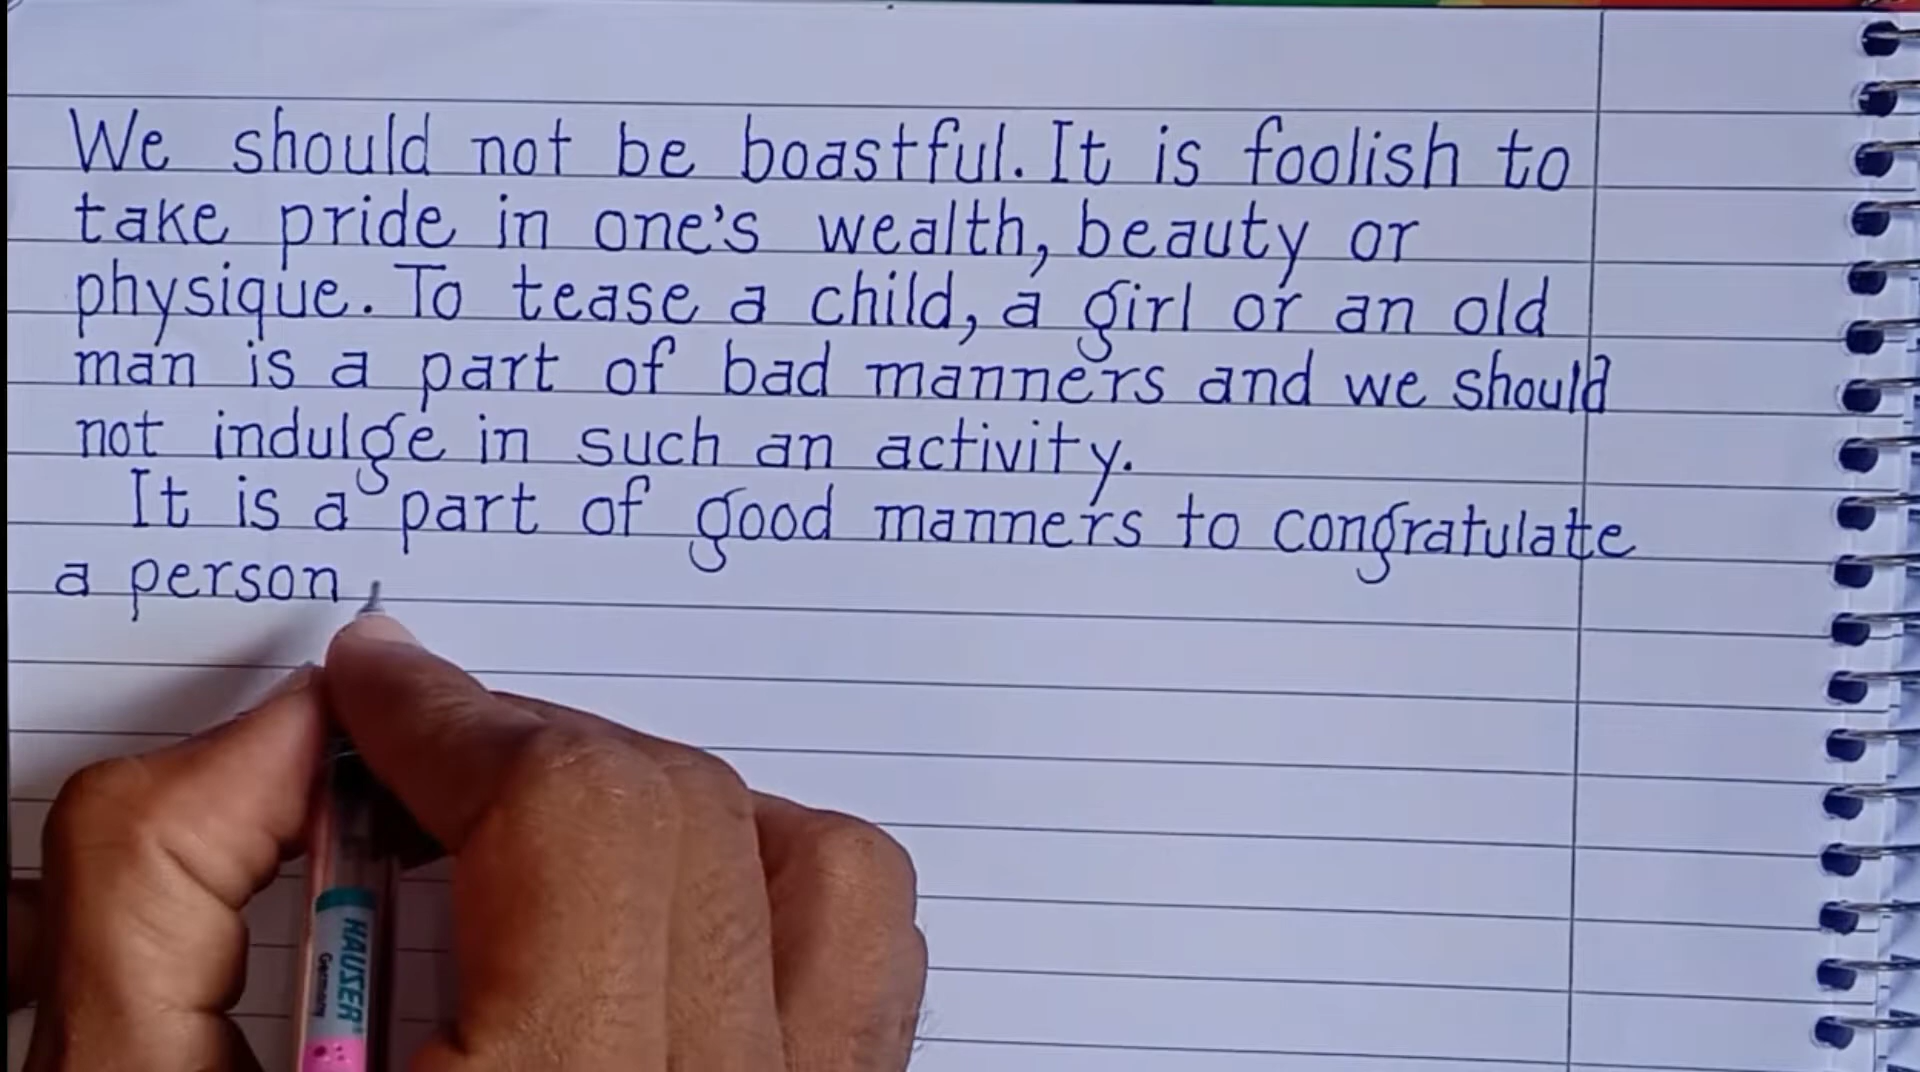 We should not be boastful. It is foolish to
take pride in one's wealth, beauty or
physique. To tease a child, a girl or an old
man is a part of bad manners and we should
not indulge in such an activity.
It is a part of good manners to congratulate
a person
HAUSER
Germany